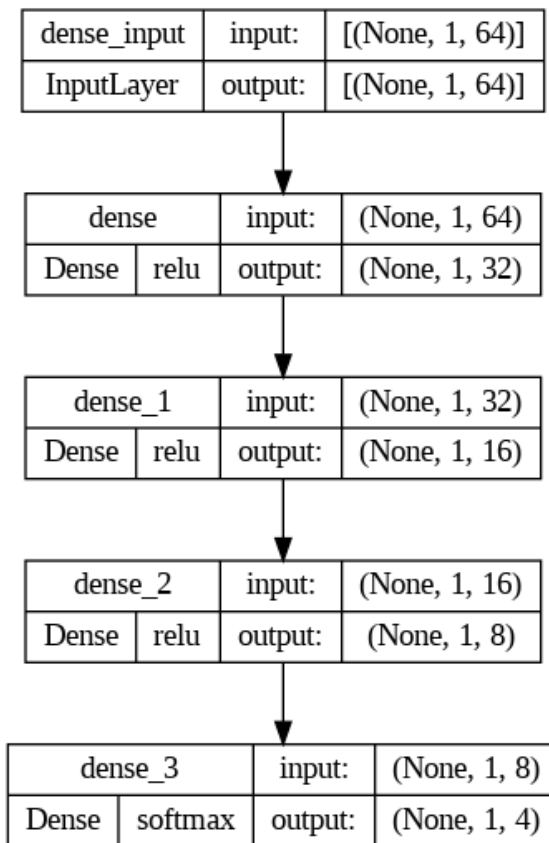 dense_input input: [(None, 1, 64)]
InputLayer output: [(None, 1, 64)]
dense input: (None, 1, 64)
Dense relu output: (None, 1, 32)
dense_1 input: (None, 1, 32)
Dense relu output: (None, 1, 16)
dense_2 input: (None, 1, 16)
Dense relu output: (None, 1, 8)
dense_3 input: (None, 1, 8)
Dense softmax output: (None, 1, 4)